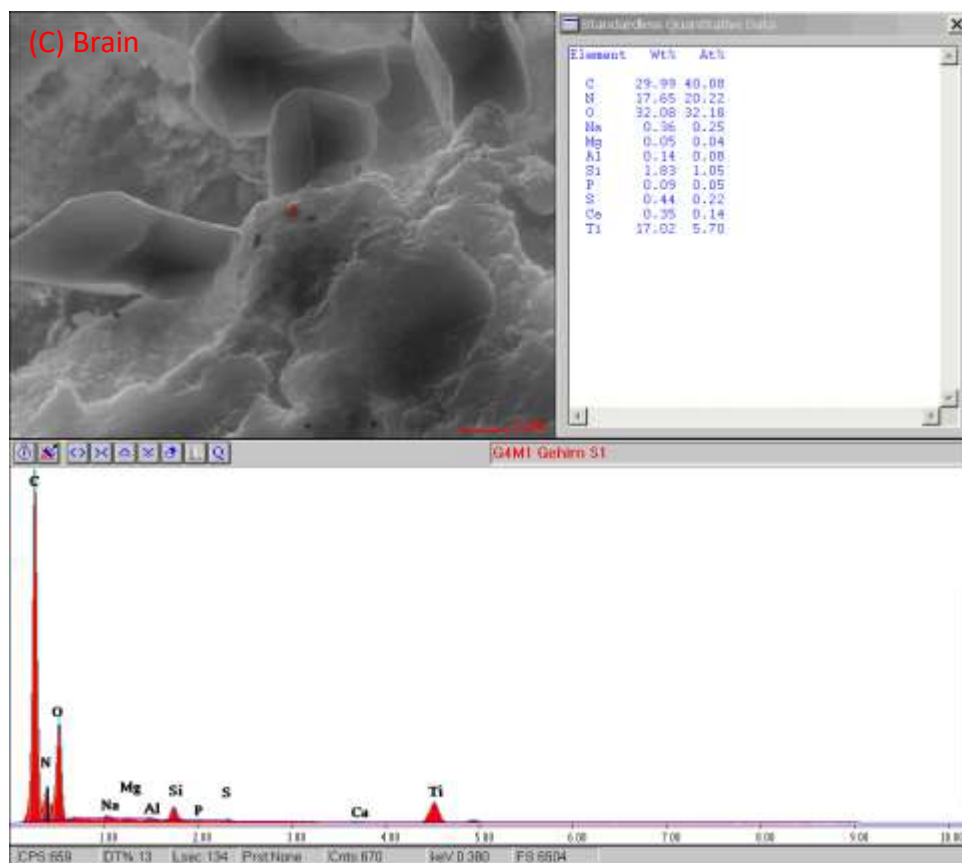 (C) Brain
Standardless Quantitative Data
Element Wt% At%
C 29.99 40.08
N 17.65 20.22
O 32.08 32.18
Na 0.36 0.25
Mg 0.05 0.04
Al 0.14 0.08
Si 1.83 1.05
P 0.09 0.05
S 0.44 0.22
Ca 0.35 0.14
Ti 17.02 5.70
G4M1 Gehirn S1
C
O
N
Na
Mg
Al
Si
P
S
Ca
Ti
1.00 2.00 3.00 4.00 5.00 6.00 7.00 8.00 9.00 10.00
CPS 659 DT% 13 Lsec 134 Prst None Cnts 670 keV 0.380 FS 6504